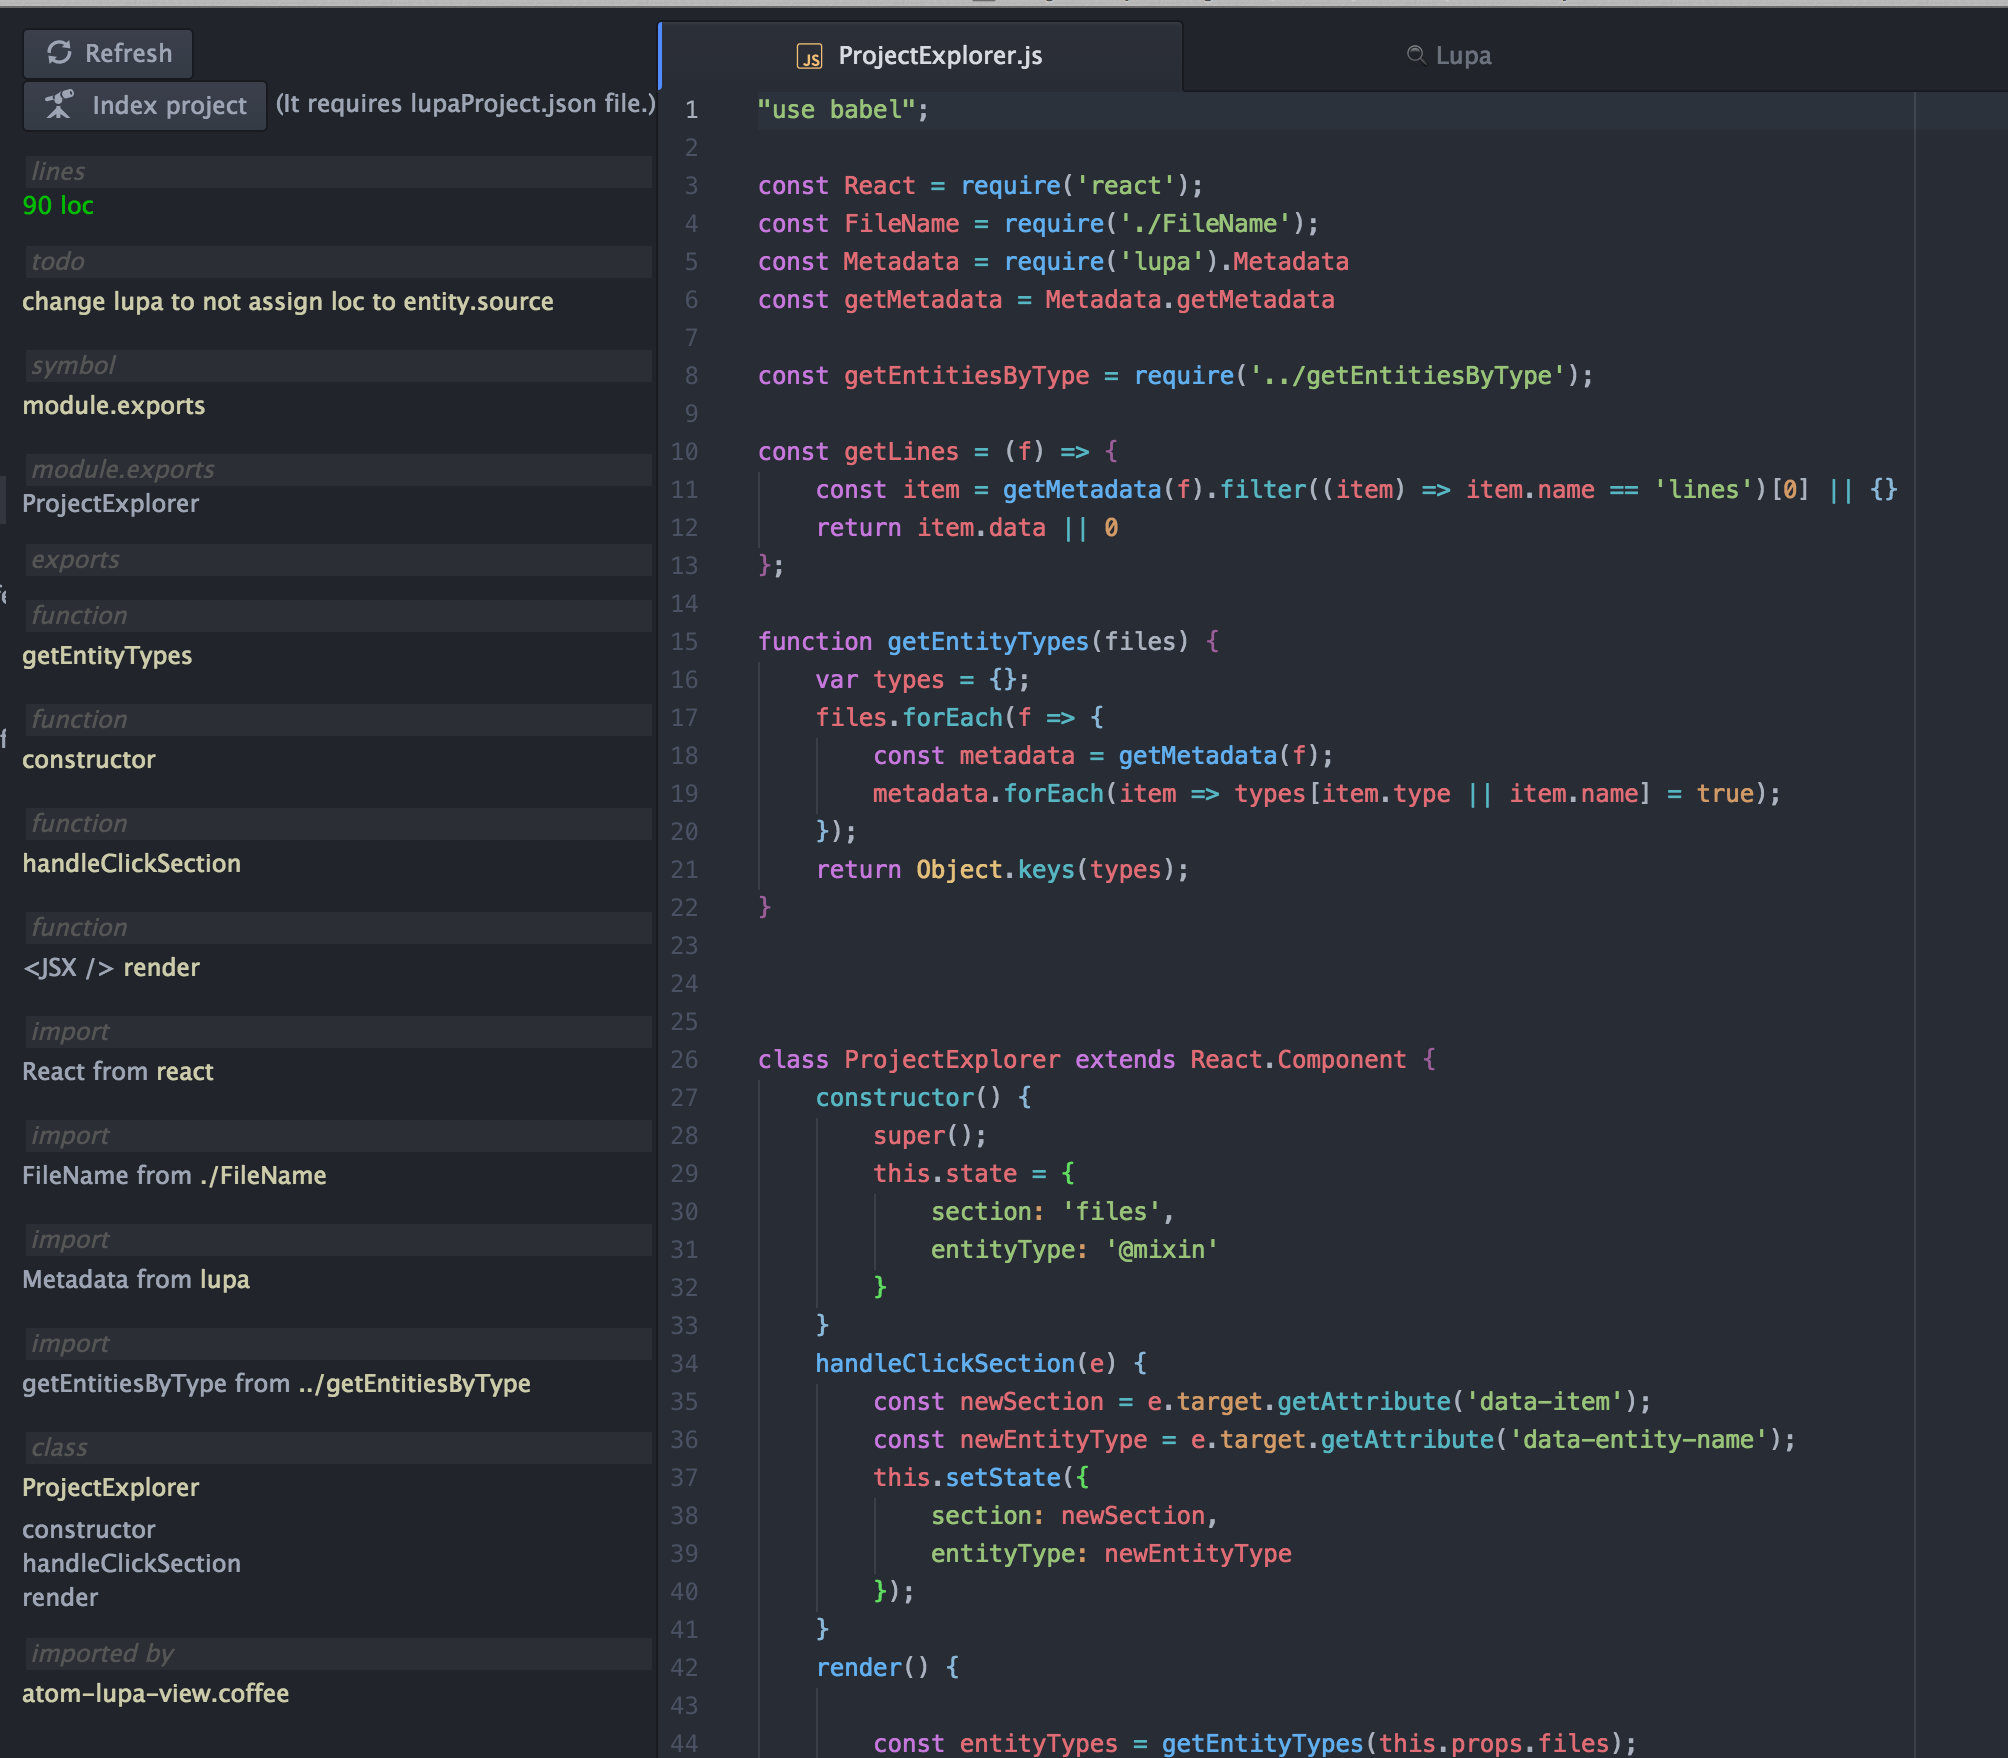 Refresh
Index project (It requires lupaProject.json file.)
lines
90 loc
todo
change lupa to not assign loc to entity.source
symbol
module.exports
module.exports
ProjectExplorer
exports
function
getEntityTypes
function
constructor
function
handleClickSection
function
<JSX /> render
import
React from react
import
FileName from ./FileName
import
Metadata from lupa
import
getEntitiesByType from ../getEntitiesByType
class
ProjectExplorer
constructor
handleClickSection
render
imported by
atom-lupa-view.coffee
JS ProjectExplorer.js
Lupa
1 "use babel";
2
3 const React = require('react');
4 const FileName = require('./FileName');
5 const Metadata = require('lupa').Metadata
6 const getMetadata = Metadata.getMetadata
7
8 const getEntitiesByType = require('../getEntitiesByType');
9
10 const getLines = (f) => {
11 const item = getMetadata(f).filter((item) => item.name == 'lines')[0] || {}
12 return item.data || 0
13 };
14
15 function getEntityTypes(files) {
16 var types = {};
17 files.forEach(f => {
18 const metadata = getMetadata(f);
19 metadata.forEach(item => types[item.type || item.name] = true);
20 });
21 return Object.keys(types);
22 }
23
24
25
26 class ProjectExplorer extends React.Component {
27 constructor() {
28 super();
29 this.state = {
30 section: 'files',
31 entityType: '@mixin'
32 }
33 }
34 handleClickSection(e) {
35 const newSection = e.target.getAttribute('data-item');
36 const newEntityType = e.target.getAttribute('data-entity-name');
37 this.setState({
38 section: newSection,
39 entityType: newEntityType
40 });
41 }
42 render() {
43
44 const entityTypes = getEntityTypes(this.props.files);